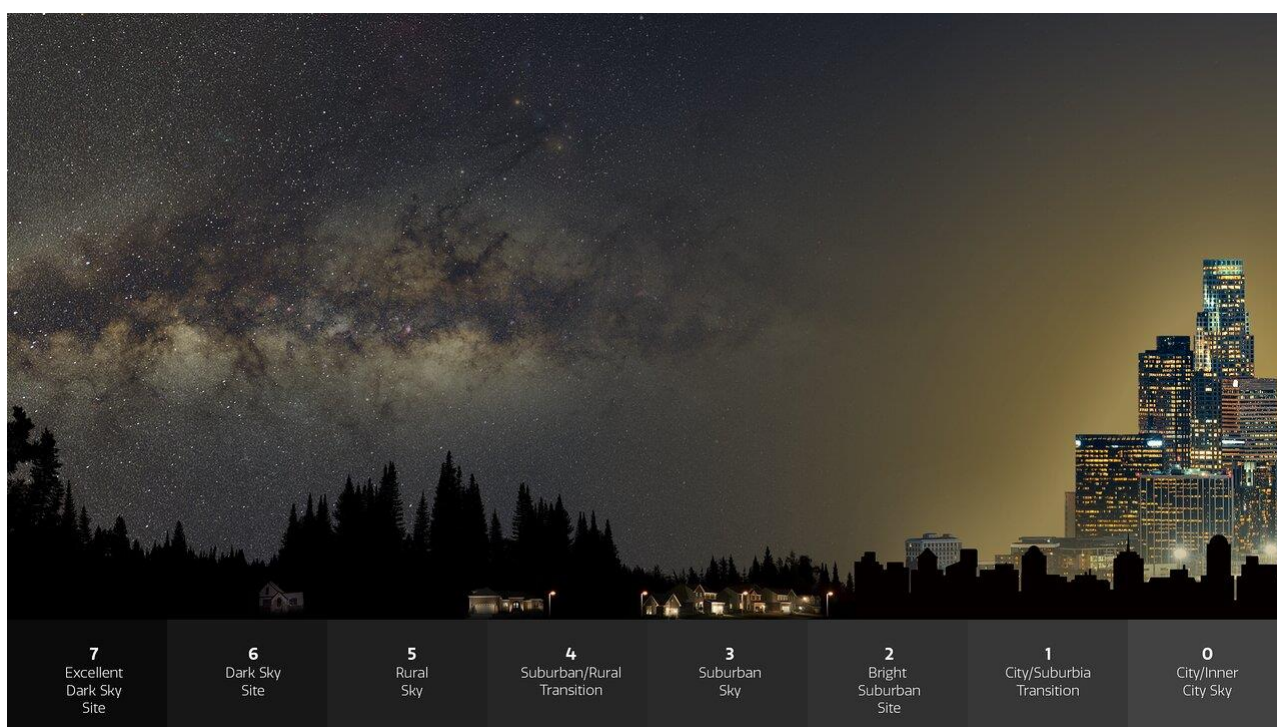 7
Excellent
Dark Sky
Site
6
Dark Sky
Site
5
Rural
Sky
4
Suburban/Rural
Transition
3
Suburban
Sky
2
Bright
Suburban
Site
1
City/Suburbia
Transition
0
City/Inner
City Sky